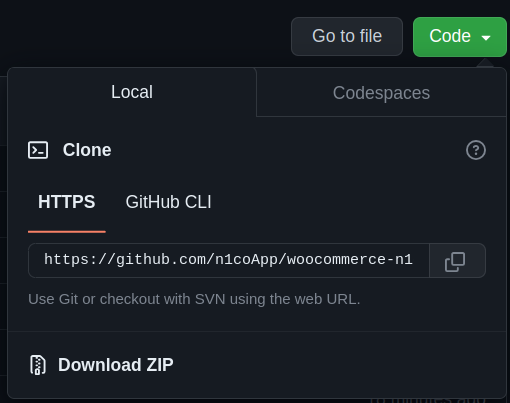 Go to file
Code
Local
Codespaces
Clone
HTTPS
GitHub CLI
https://github.com/n1coApp/woocommerce-n1
Use Git or checkout with SVN using the web URL.
Download ZIP